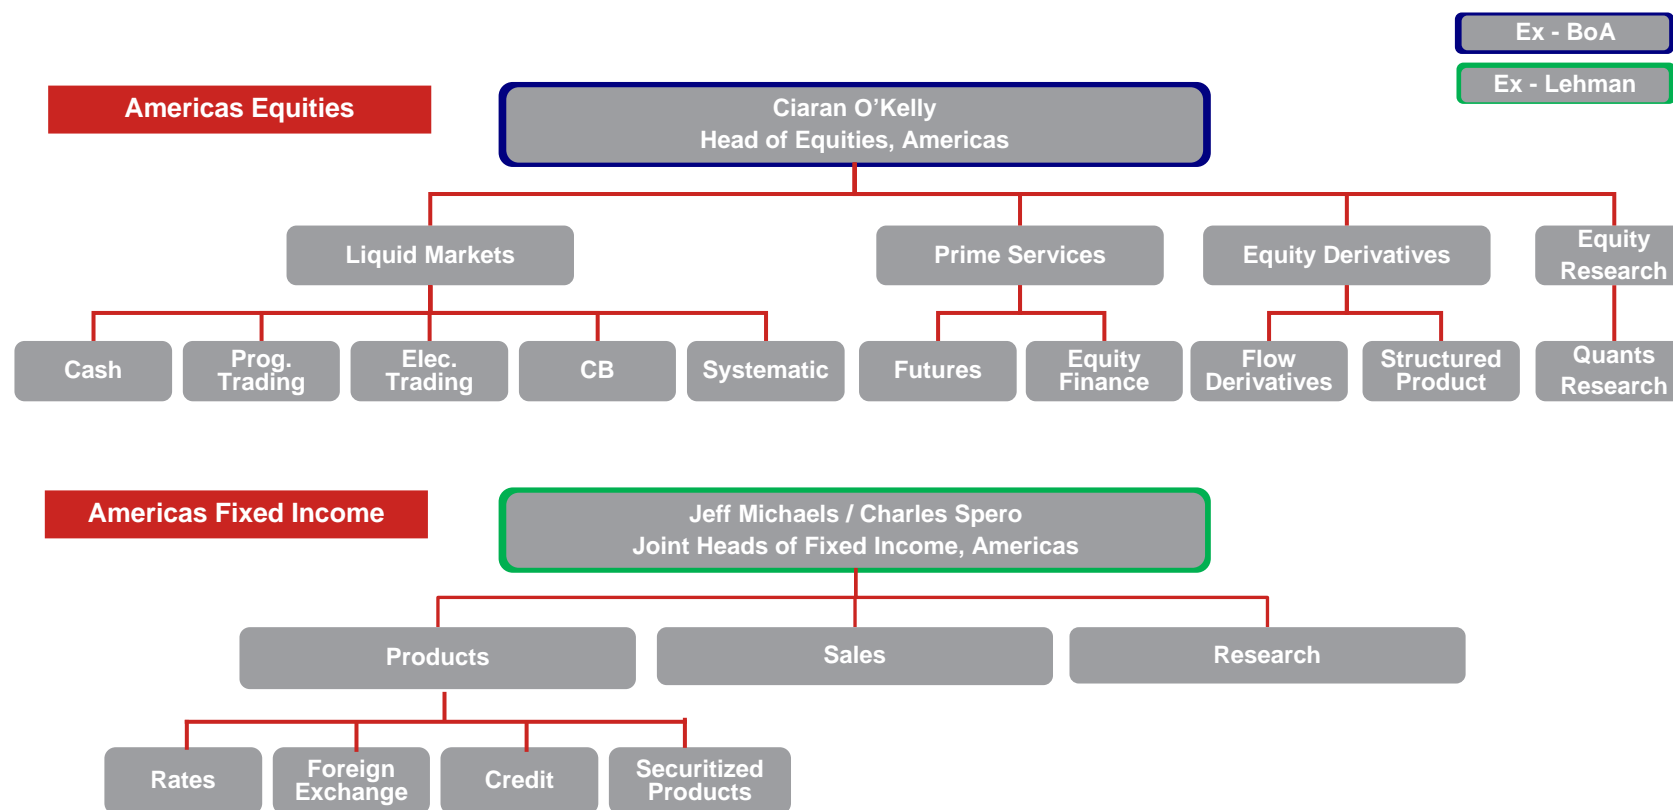 Ex - BoA
Ex - Lehman
Americas Equities
Ciaran O’Kelly
Head of Equities, Americas
Liquid Markets
Prime Services
Equity Derivatives
Equity
Research
Cash
Prog.
Trading
Elec.
Trading
CB
Systematic
Futures
Equity
Finance
Flow
Derivatives
Structured
Product
Quants
Research
Americas Fixed Income
Jeff Michaels / Charles Spero
Joint Heads of Fixed Income, Americas
Products
Sales
Research
Rates
Foreign
Exchange
Credit
Securitized
Products